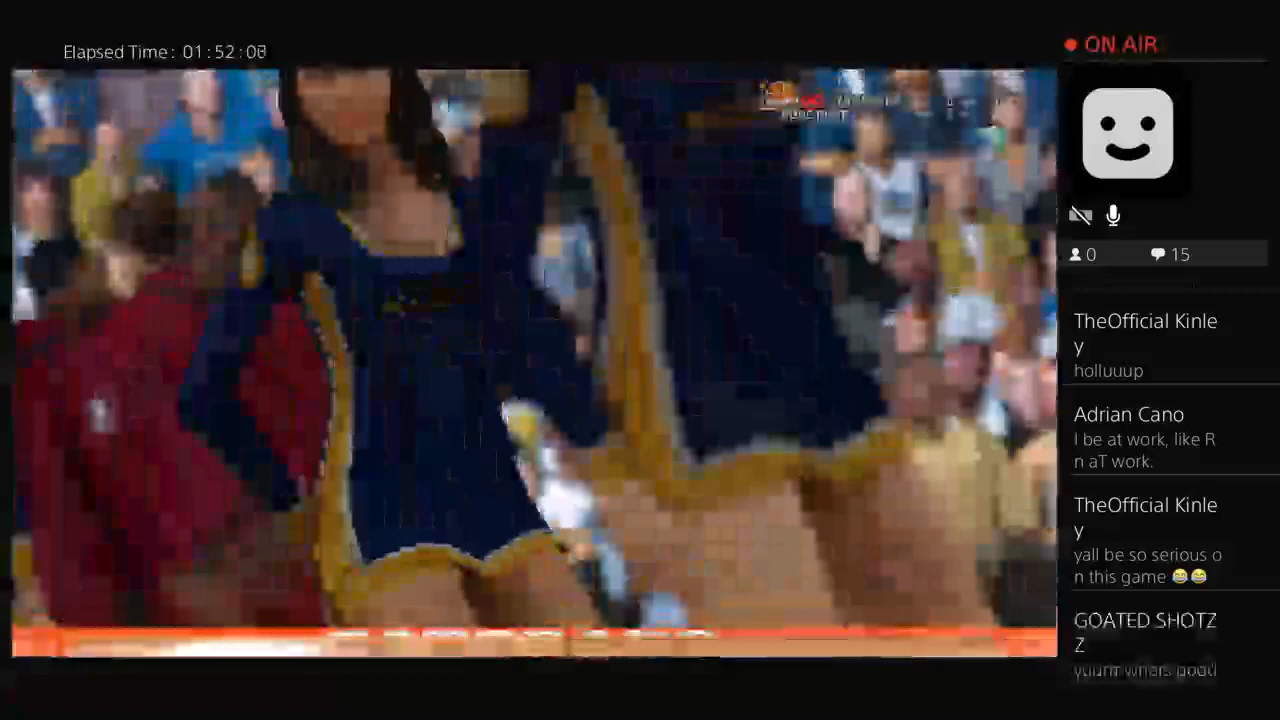 Elapsed Time: 01:52:08
ON AIR
0 15
TheOfficial Kinle
y
holluuup
Adrian Cano
I be at work, like R
n aT work.
TheOfficial Kinle
y
yall be so serious o
n this game 😂😂
GOATED SHOTZ
Z